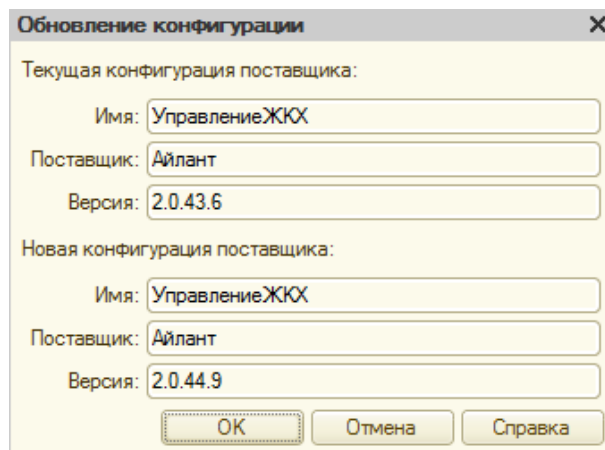 Обновление конфигурации
Текущая конфигурация поставщика:
Имя: УправлениеЖКХ
Поставщик: Айлант
Версия: 2.0.43.6
Новая конфигурация поставщика:
Имя: УправлениеЖКХ
Поставщик: Айлант
Версия: 2.0.44.9
OK Отмена Справка